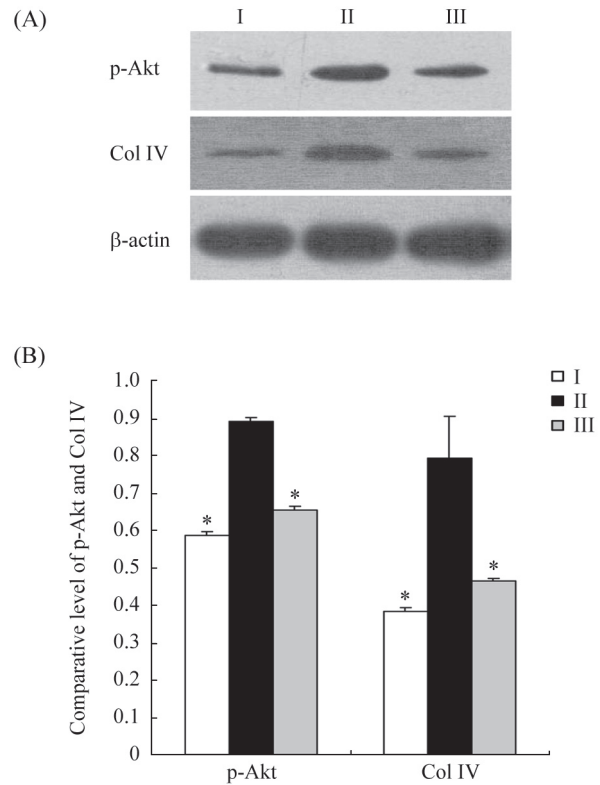 (A)
I II III
p-Akt
Col IV
β-actin
(B)
Comparative level of p-Akt and Col IV
1.0
0.9
0.8
0.7
0.6
0.5
0.4
0.3
0.2
0.1
0
* * * *
p-Akt Col IV
I
II
III